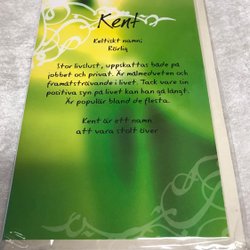 Kent
Keltiskt namn;
Rörlig
Stor livslust, uppskattas både på
jobbet och privat. Är målmedveten och
framåtsträvande i livet. Tack vare sin
positiva syn på livet kan han gå långt.
Är populär bland de flesta.
Kent är ett namn
att vara stolt över